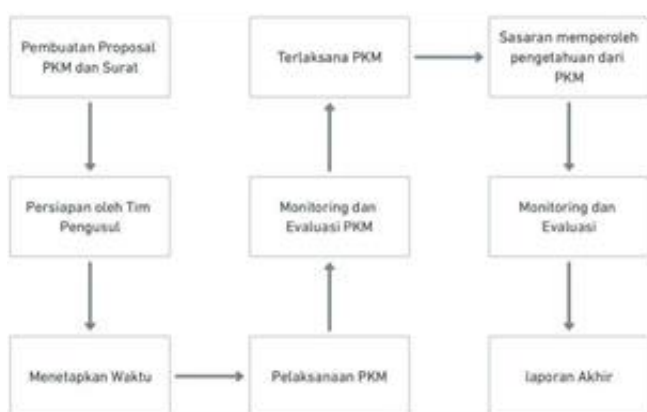 Pembuatan Proposal
PKM dan Surat
Persiapan oleh Tim
Pengusul
Menetapkan Waktu
Pelaksanaan PKM
Monitoring dan
Evaluasi PKM
Terlaksana PKM
Sasaran memperoleh
pengetahuan dari
PKM
Monitoring dan
Evaluasi
laporan Akhir